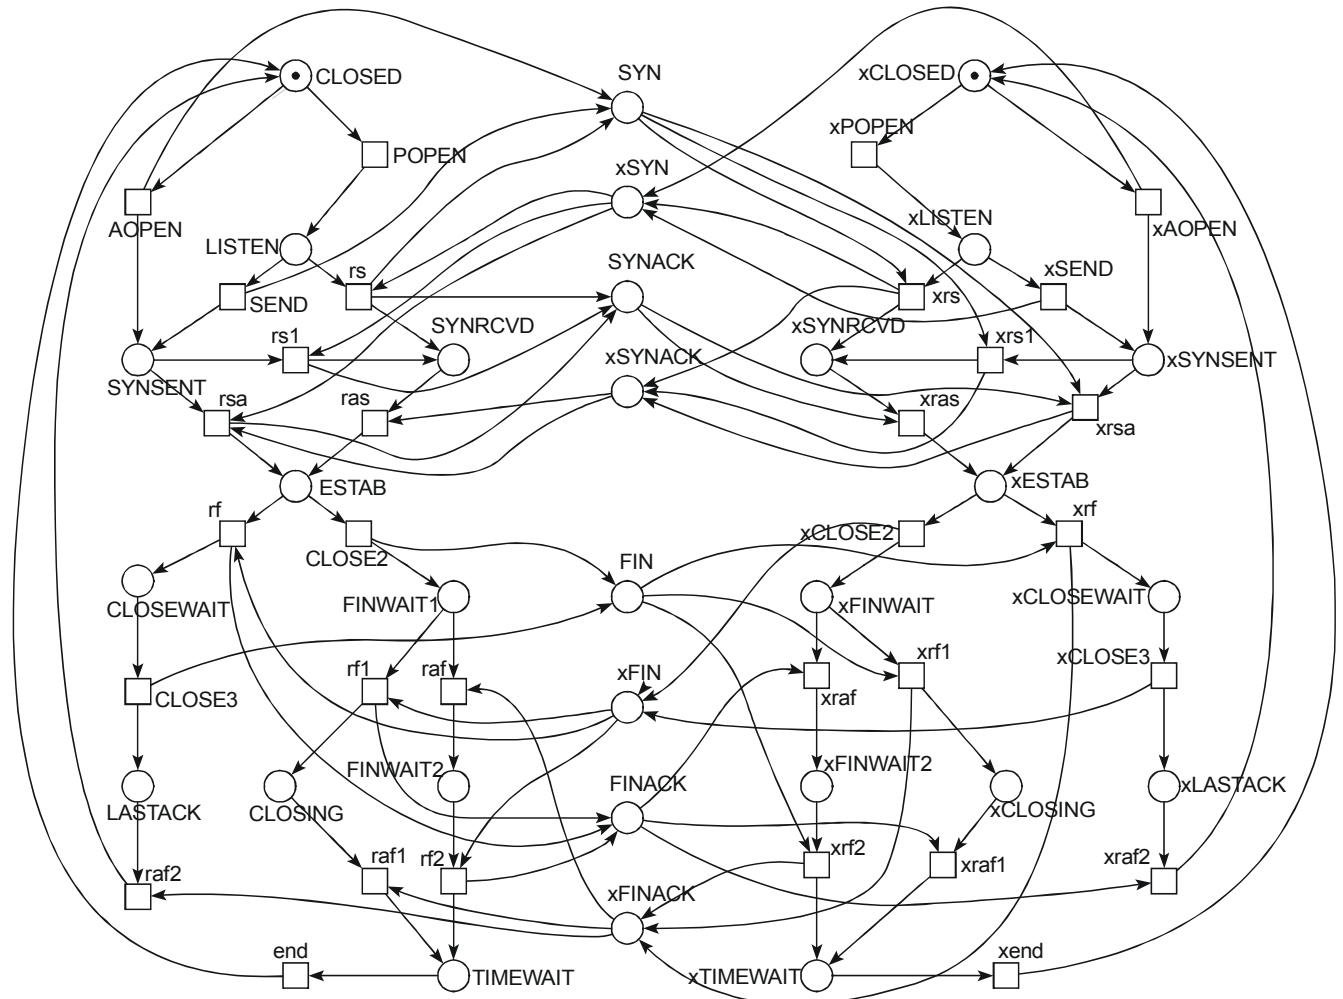 SYN
CLOSED
xCLOSED
xPOPEN
POPEN
xSYN
AOPEN
LISTEN
xLISTEN
xAOPEN
rs
SYNACK
xSEND
SEND
xrs
rs1
SYNRCVD
xSYNRCVD
xrs1
xSYNACK
SYNSENT
xSYNSENT
rsa
ras
xras
xrsa
ESTAB
xESTAB
rf
xrf
CLOSE2
xCLOSE2
FIN
CLOSEWAIT
FINWAIT1
xFINWAIT
xCLOSEWAIT
rf1
raf
xFIN
xrf1
xCLOSE3
CLOSE3
xraf
FINWAIT2
xFINWAIT2
LASTACK
CLOSING
FINACK
xCLOSING
xLASTACK
raf2
raf1
rf2
xrf2
xraf1
xraf2
xFINACK
end
TIMEWAIT
xTIMEWAIT
xend